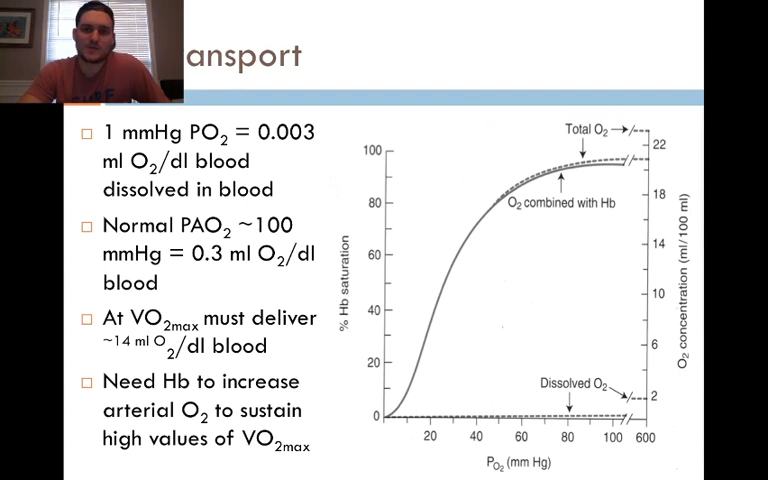 ansport
1 mmHg PO2 = 0.003
ml O2/dl blood
dissolved in blood
Normal PAO2 ~100
mmHg = 0.3 ml O2/dl
blood
At VO2max must deliver
~14 ml O2/dl blood
Need Hb to increase
arterial O2 to sustain
high values of VO2max
Total O2
O2 combined with Hb
Dissolved O2
% Hb saturation
100
80
60
40
20
0
22
18
14
10
6
2
O2 concentration (ml/100 ml)
20 40 60 80 100 600
PO2 (mm Hg)